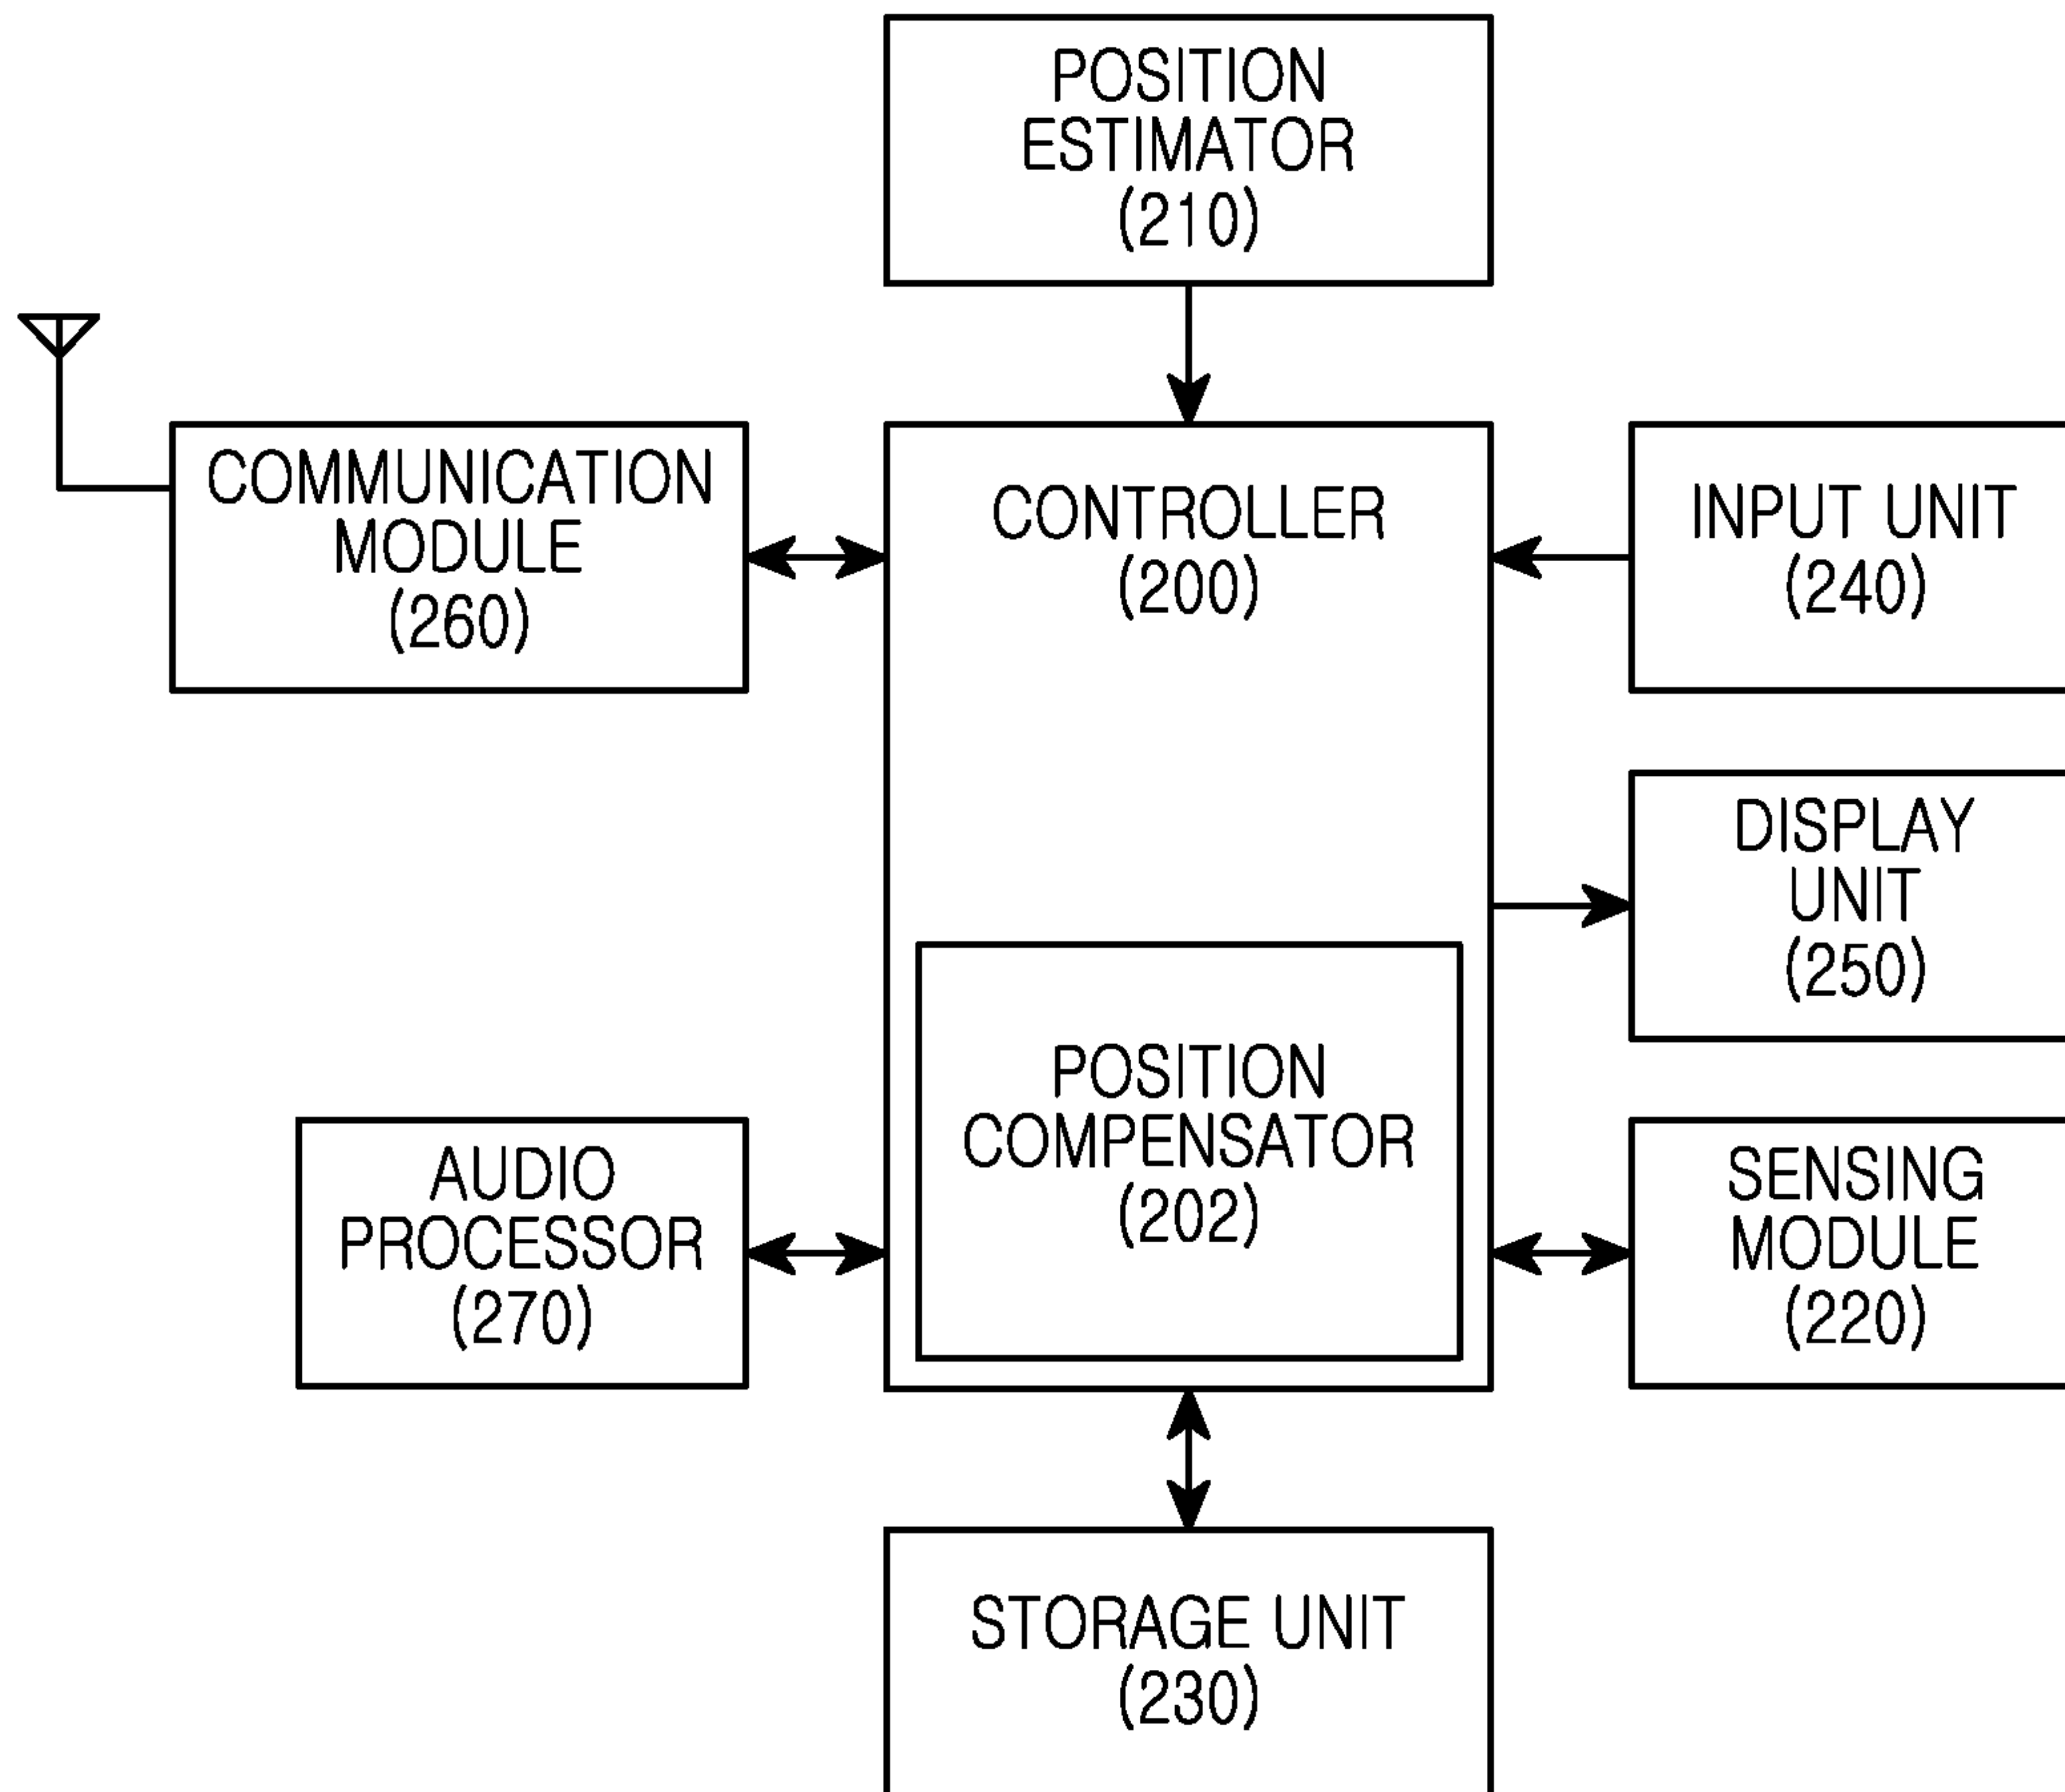 POSITION
ESTIMATOR
(210)
COMMUNICATION
MODULE
(260)
CONTROLLER
(200)
INPUT UNIT
(240)
DISPLAY
UNIT
(250)
POSITION
COMPENSATOR
(202)
AUDIO
PROCESSOR
(270)
SENSING
MODULE
(220)
STORAGE UNIT
(230)